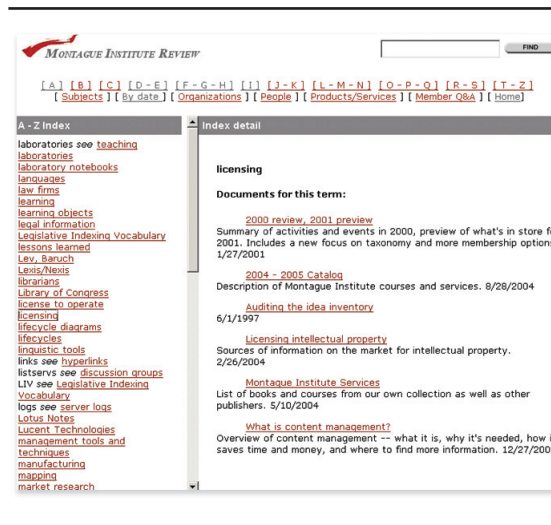 MONTAGUE INSTITUTE REVIEW
FIND
[ A ] [ B ] [ C ] [ D - E ] [ F - G - H ] [ I ] [ J - K ] [ L - M - N ] [ O - P - Q ] [ R - S ] [ T - Z ]
[ Subjects ] [ By date ] [ Organizations ] [ People ] [ Products/Services ] [ Member Q&A ] [ Home]
A - Z Index
laboratories see teaching
laboratories
laboratory notebooks
languages
law firms
learning
learning objects
legal information
Legislative Indexing Vocabulary
lessons learned
Lev, Baruch
Lexis/Nexis
librarians
Library of Congress
license to operate
licensing
lifecycle diagrams
lifecycles
linguistic tools
links see hyperlinks
listservs see discussion groups
LIV see Legislative Indexing
Vocabulary
logs see server logs
Lotus Notes
Lucent Technologies
management tools and
techniques
manufacturing
mapping
market research
Index detail
licensing
Documents for this term:
2000 review, 2001 preview
Summary of activities and events in 2000, preview of what's in store
2001. Includes a new focus on taxonomy and more membership option
1/27/2001
2004 - 2005 Catalog
Description of Montague Institute courses and services. 8/28/2004
Auditing the idea inventory
6/1/1997
Licensing intellectual property
Sources of information on the market for intellectual property.
2/26/2004
Montague Institute Services
List of books and courses from our own collection as well as other
publishers. 5/10/2004
What is content management?
Overview of content management -- what it is, why it's needed, how
saves time and money, and where to find more information. 12/27/200